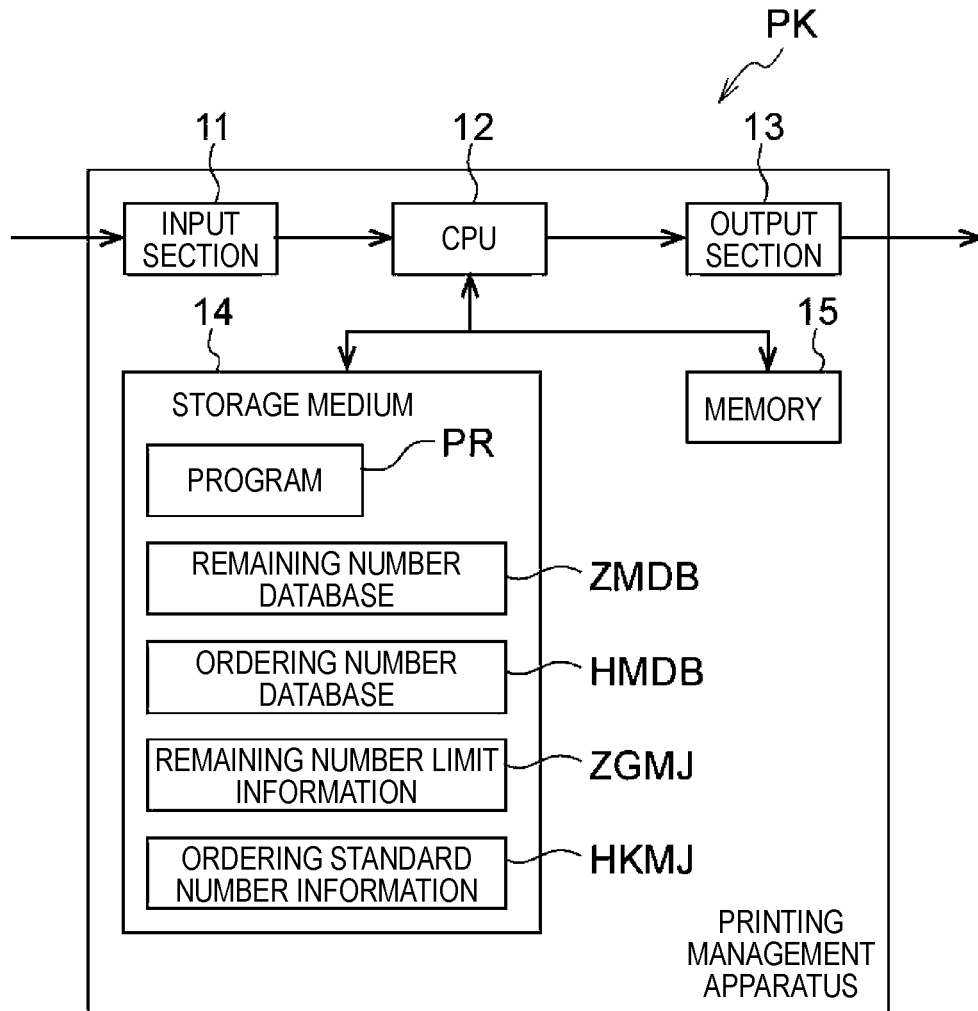 PK
11
12
13
INPUT
SECTION
CPU
OUTPUT
SECTION
14
15
STORAGE MEDIUM
MEMORY
PR
PROGRAM
REMAINING NUMBER
DATABASE
ZMDB
ORDERING NUMBER
DATABASE
HMDB
REMAINING NUMBER LIMIT
INFORMATION
ZGMJ
ORDERING STANDARD
NUMBER INFORMATION
HKMJ
PRINTING
MANAGEMENT
APPARATUS